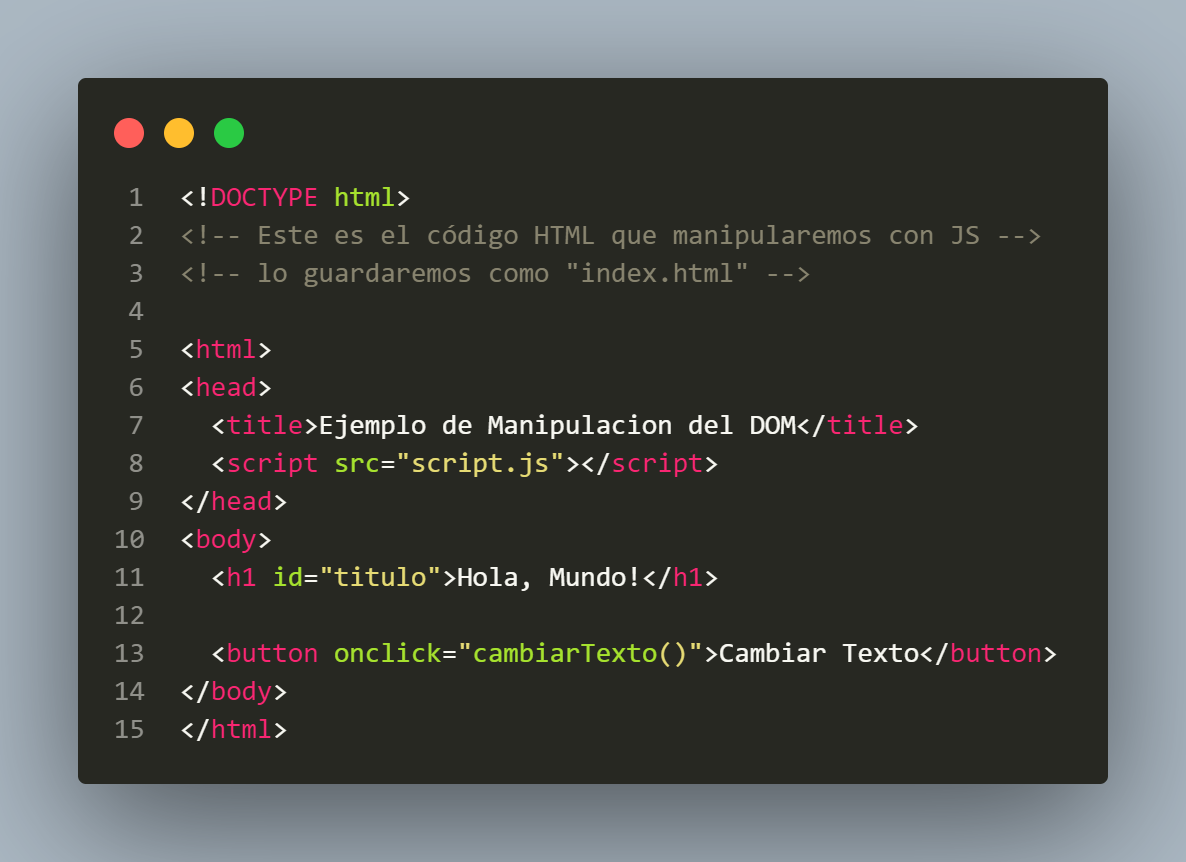 1 <!DOCTYPE html>
2 <!-- Este es el código HTML que manipularemos con JS -->
3 <!-- lo guardaremos como "index.html" -->
4
5 <html>
6 <head>
7   <title>Ejemplo de Manipulacion del DOM</title>
8   <script src="script.js"></script>
9 </head>
10 <body>
11   <h1 id="titulo">Hola, Mundo!</h1>
12
13   <button onclick="cambiarTexto()">Cambiar Texto</button>
14 </body>
15 </html>